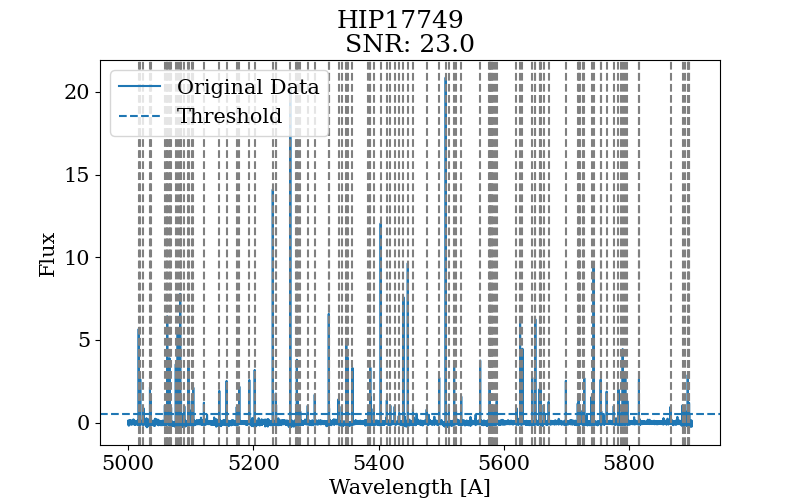 HIP17749
SNR: 23.0
Original Data
Threshold
Flux
20
15
10
5
0
5000 5200 5400 5600 5800
Wavelength [A]